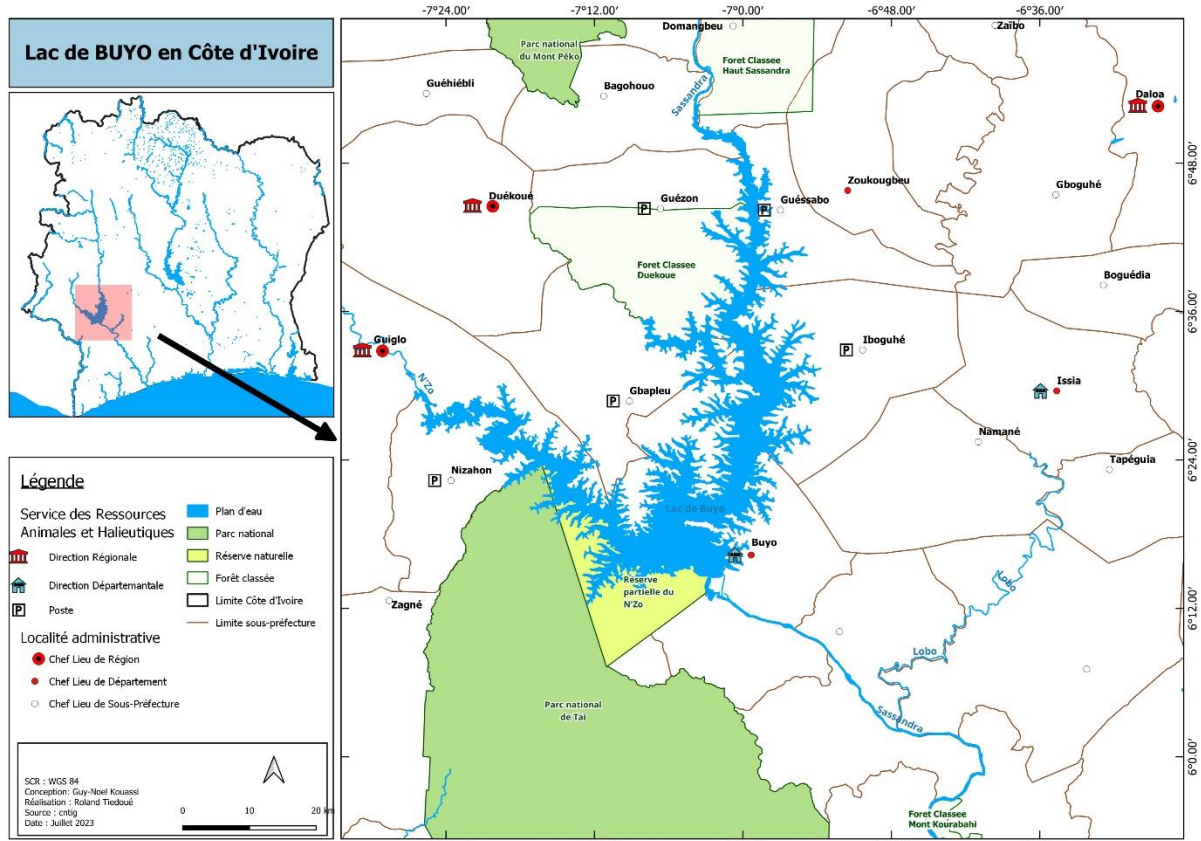 Lac de BUYO en Côte d'Ivoire
-7°24.00'
-7°12.00'
-7°0.00'
-6°48.00'
-6°36.00'
Domangbeu
Zaïbo
Parc national
du Mont Péko
Foret Classee
Haut Sassandra
Guéhiébli
Bagohouo
Sassandra
Daloa
6°48.00'
Duékoué
P
Guézon
P
Guéssabo
Zoukougbeu
Gboguhé
Foret Classee
Duekoue
Boguédia
6°36.00'
Guiglo
N'Zo
P
Iboguhé
Issia
P
Gbapleu
Namané
Tapéguia
6°24.00'
P
Nizahon
Lac de Buyo
Buyo
Réserve
partielle du
N'Zo
Zagné
Lobo
6°12.00'
Lobo
Parc national
de Tai
Sassandra
6°0.00'
Foret Classee
Mont Kourabahi
Légende
Service des Ressources
Animales et Halieutiques
Direction Régionale
Direction Départemantale
P
Poste
Localité administrative
Chef Lieu de Région
Chef Lieu de Département
Chef Lieu de Sous-Préfecture
Plan d'eau
Parc national
Réserve naturelle
Forêt classée
Limite Côte d'Ivoire
Limite sous-préfecture
SCR : WGS 84
Conception: Guy-Noel Kouassi
Réalisation : Roland Tiedoué
Source : cntig
Date : Juillet 2023
0 10 20 km